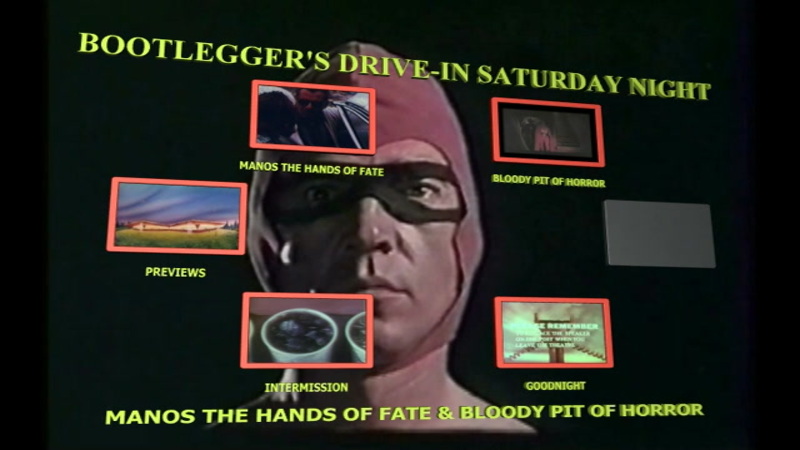 BOOTLEGGER'S DRIVE-IN SATURDAY NIGHT
MANOS THE HANDS OF FATE
BLOODY PIT OF HORROR
PREVIEWS
REMEMBER
INTERMISSION
GOODNIGHT
MANOS THE HANDS OF FATE & BLOODY PIT OF HORROR